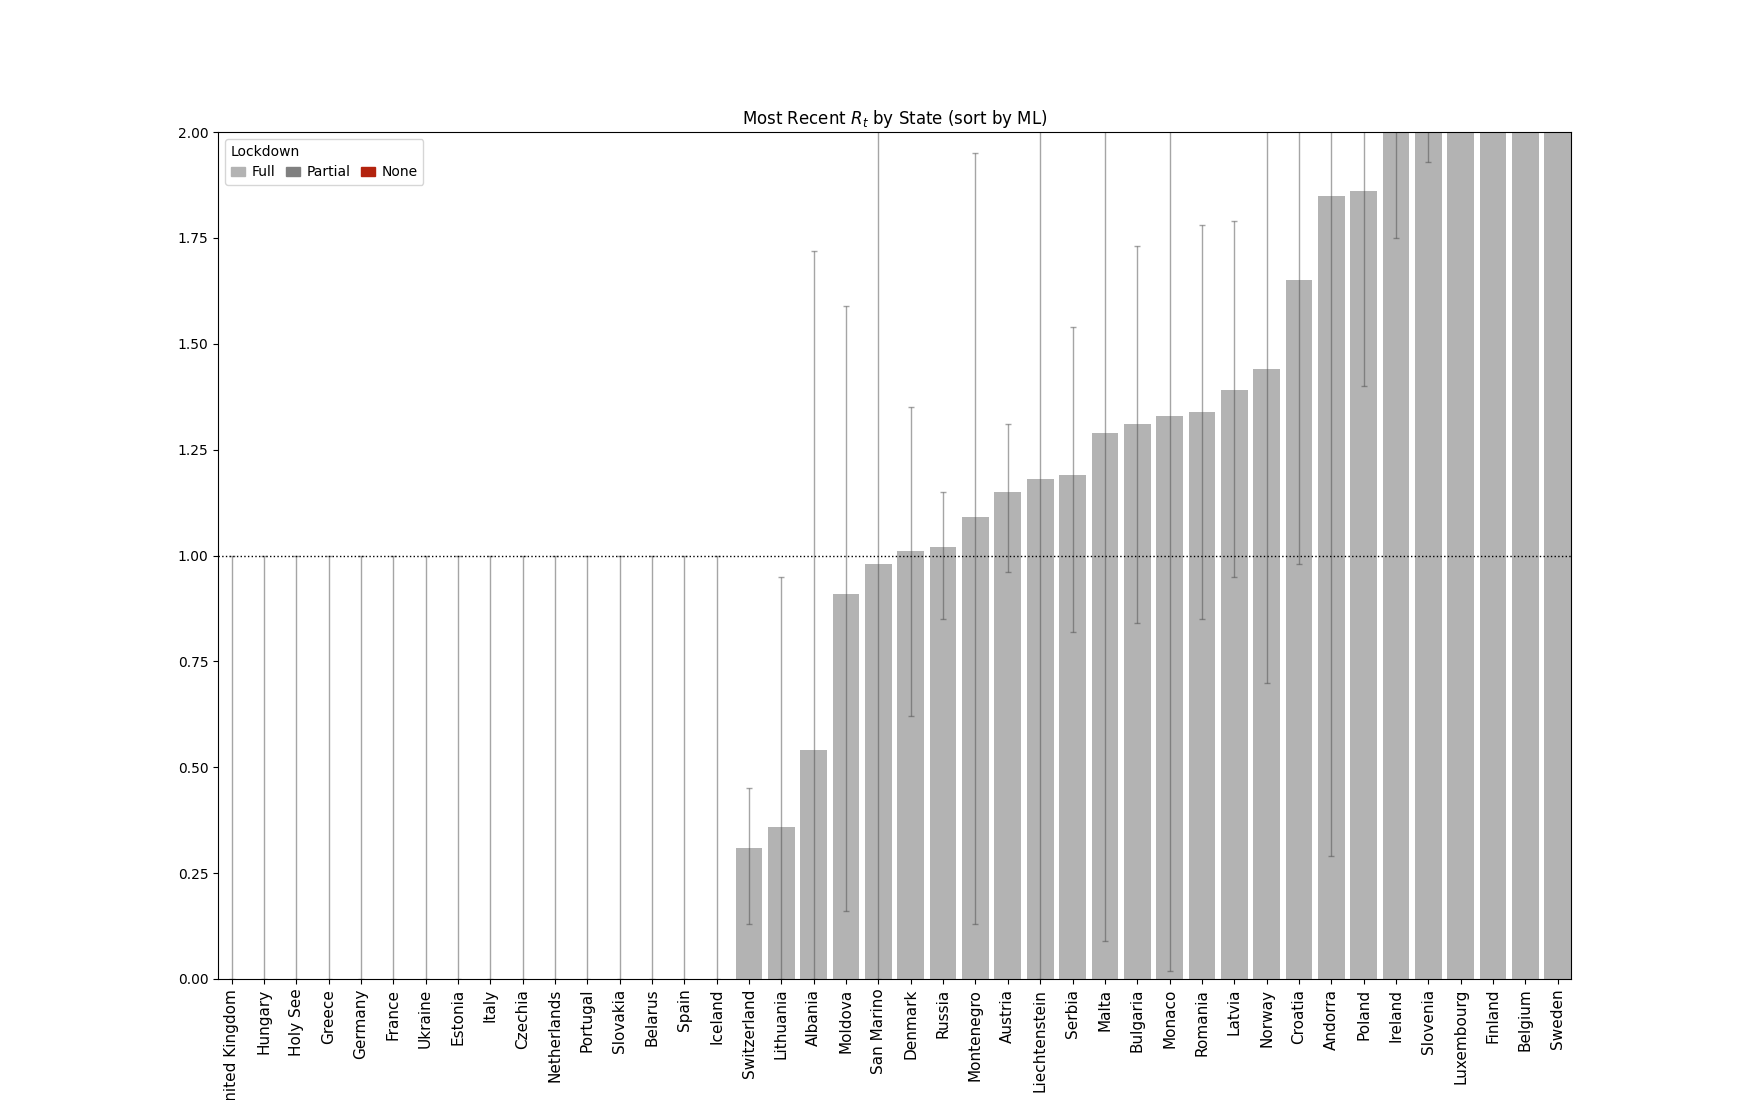 Most Recent R_t by State (sort by ML)
Lockdown
Full Partial None
2.00
1.75
1.50
1.25
1.00
0.75
0.50
0.25
0.00
nited Kingdom
Hungary
Holy See
Greece
Germany
France
Ukraine
Estonia
Italy
Czechia
Netherlands
Portugal
Slovakia
Belarus
Spain
Iceland
Switzerland
Lithuania
Albania
Moldova
San Marino
Denmark
Russia
Montenegro
Austria
Liechtenstein
Serbia
Malta
Bulgaria
Monaco
Romania
Latvia
Norway
Croatia
Andorra
Poland
Ireland
Slovenia
Luxembourg
Finland
Belgium
Sweden